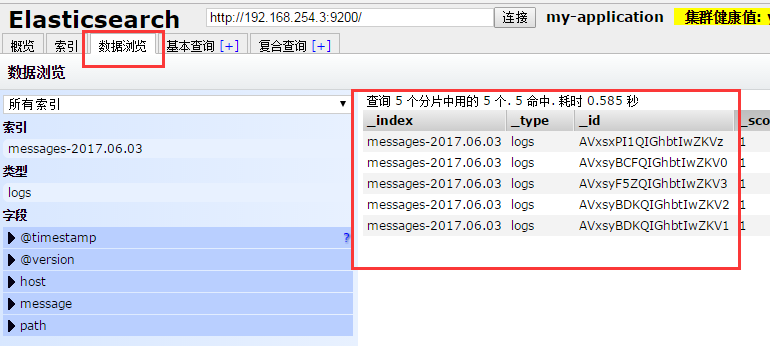 Elasticsearch http://192.168.254.3:9200/ 连接 my-application 集群健康值:
概览 索引 数据浏览 基本查询 [+] 复合查询 [+]
数据浏览
所有索引
索引
messages-2017.06.03
类型
logs
字段
@timestamp ?
@version
host
message
path
查询 5 个分片中用的 5 个. 5 命中. 耗时 0.585 秒
_index _type _id _sco
messages-2017.06.03 logs AVxsxPI1QIGhbtIwZKVz 1
messages-2017.06.03 logs AVxsyBCFQIGhbtIwZKV0 1
messages-2017.06.03 logs AVxsyF5ZQIGhbtIwZKV3 1
messages-2017.06.03 logs AVxsyBDKQIGhbtIwZKV2 1
messages-2017.06.03 logs AVxsyBDKQIGhbtIwZKV1 1